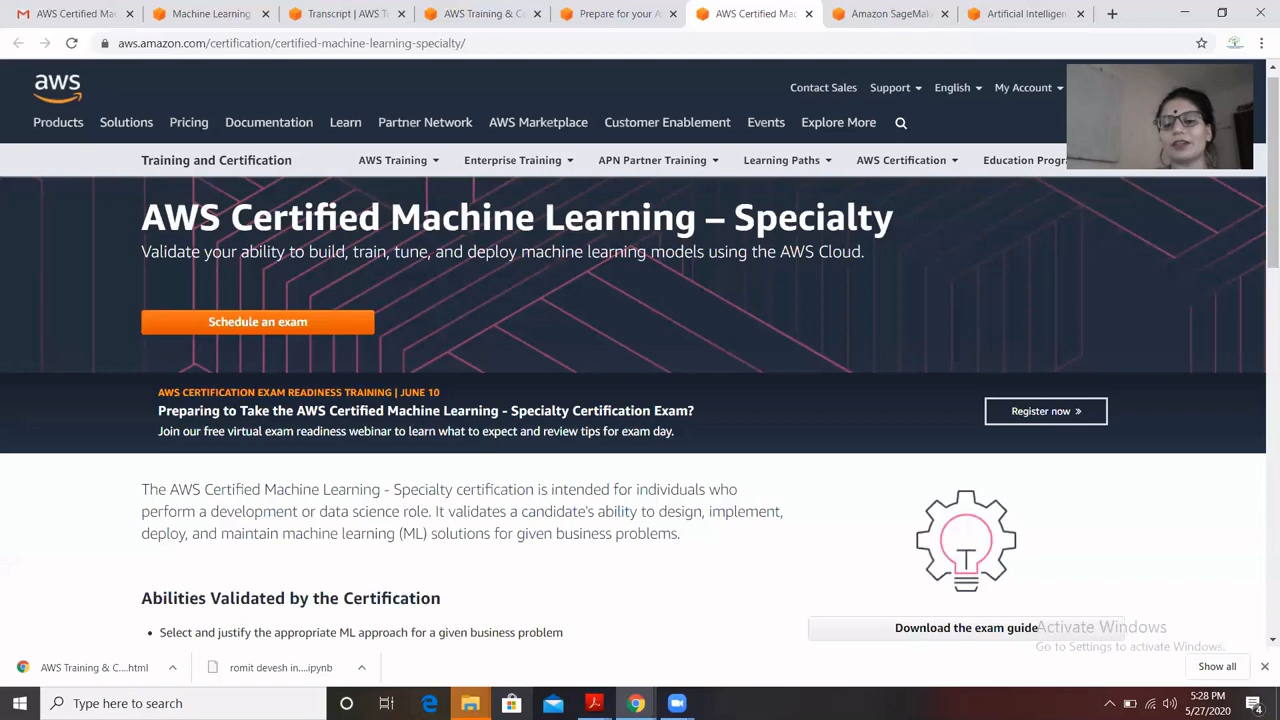 AWS Certified Mac
Machine Learning
Transcript | AWS T
AWS Training & C
Prepare for your A
AWS Certified Mac
Amazon SageMak
Artificial Intelligen
aws.amazon.com/certification/certified-machine-learning-specialty/
aws
Contact Sales Support English My Account
Products Solutions Pricing Documentation Learn Partner Network AWS Marketplace Customer Enablement Events Explore More
Training and Certification AWS Training Enterprise Training APN Partner Training Learning Paths AWS Certification Education Progr
AWS Certified Machine Learning – Specialty
Validate your ability to build, train, tune, and deploy machine learning models using the AWS Cloud.
Schedule an exam
AWS CERTIFICATION EXAM READINESS TRAINING | JUNE 10
Preparing to Take the AWS Certified Machine Learning - Specialty Certification Exam?
Join our free virtual exam readiness webinar to learn what to expect and review tips for exam day.
Register now »
The AWS Certified Machine Learning - Specialty certification is intended for individuals who
perform a development or data science role. It validates a candidate's ability to design, implement,
deploy, and maintain machine learning (ML) solutions for given business problems.
Abilities Validated by the Certification
• Select and justify the appropriate ML approach for a given business problem
Download the exam guide
Activate Windows
Go to Settings to activate Windows.
AWS Training & C....html
romit devesh in....ipynb
Show all
Type here to search
5:28 PM
5/27/2020
4